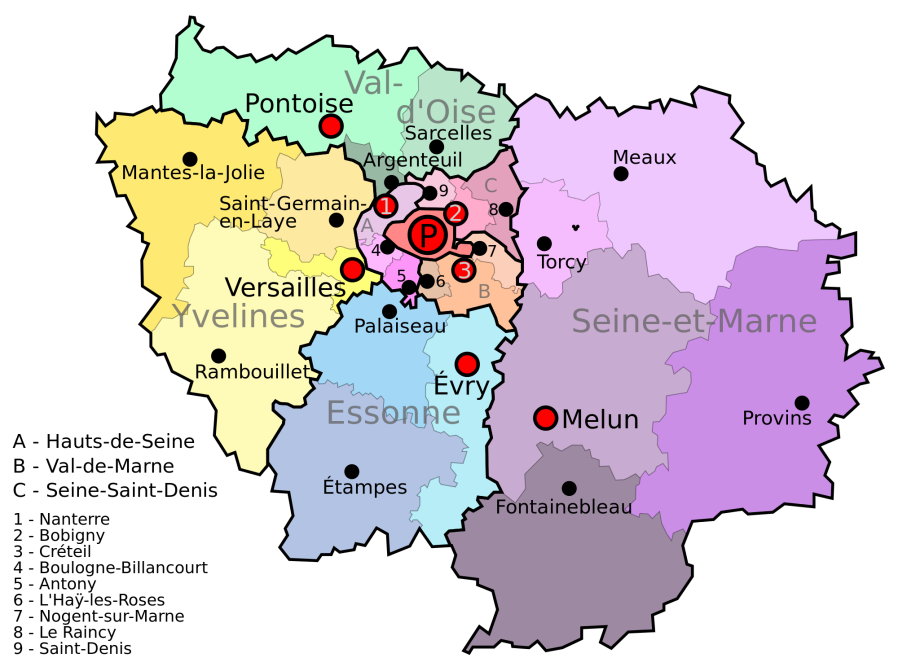 Val-
d'Oise
Pontoise
Sarcelles
Argenteuil
Mantes-la-Jolie
Meaux
Saint-Germain-
en-Laye
9
C
1
2
8
A
P
4
7
Torcy
3
5
6
B
Versailles
Yvelines
Palaiseau
Seine-et-Marne
Rambouillet
Évry
Essonne
Melun
Provins
Étampes
Fontainebleau
A - Hauts-de-Seine
B - Val-de-Marne
C - Seine-Saint-Denis
1 - Nanterre
2 - Bobigny
3 - Créteil
4 - Boulogne-Billancourt
5 - Antony
6 - L'Haÿ-les-Roses
7 - Nogent-sur-Marne
8 - Le Raincy
9 - Saint-Denis